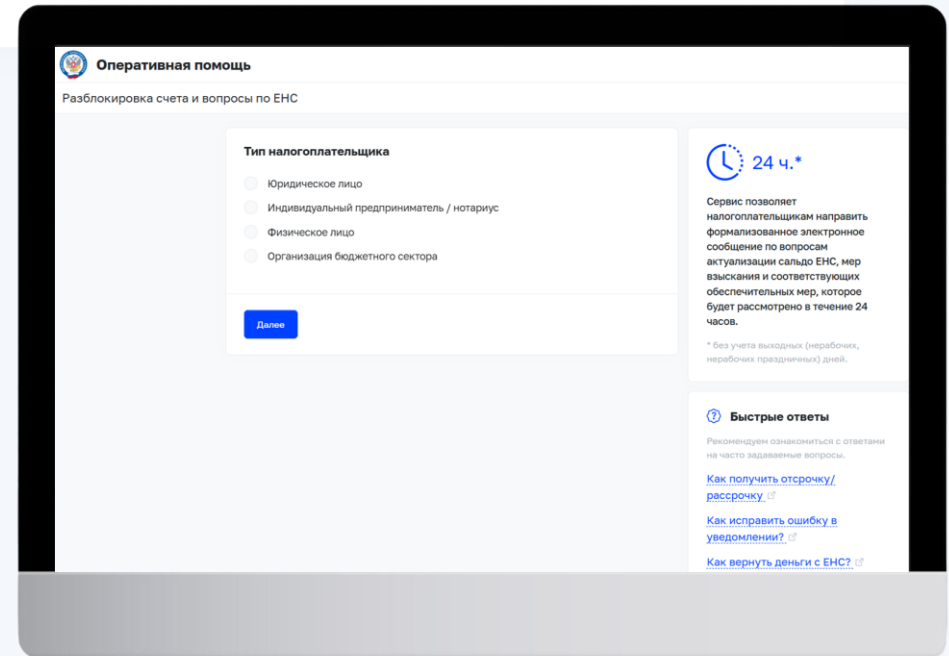 Оперативная помощь
Разблокировка счета и вопросы по ЕНС
Тип налогоплательщика
Юридическое лицо
Индивидуальный предприниматель / нотариус
Физическое лицо
Организация бюджетного сектора
Далее
24 ч.*
Сервис позволяет
налогоплательщикам направить
формализованное электронное
сообщение по вопросам
актуализации сальдо ЕНС, мер
взыскания и соответствующих
обеспечительных мер, которое
будет рассмотрено в течение 24
часов.
* без учета выходных (нерабочих,
нерабочих праздничных) дней.
Быстрые ответы
Рекомендуем ознакомиться с ответами
на часто задаваемые вопросы.
Как получить отсрочку/
рассрочку
Как исправить ошибку в
уведомлении?
Как вернуть деньги с ЕНС?